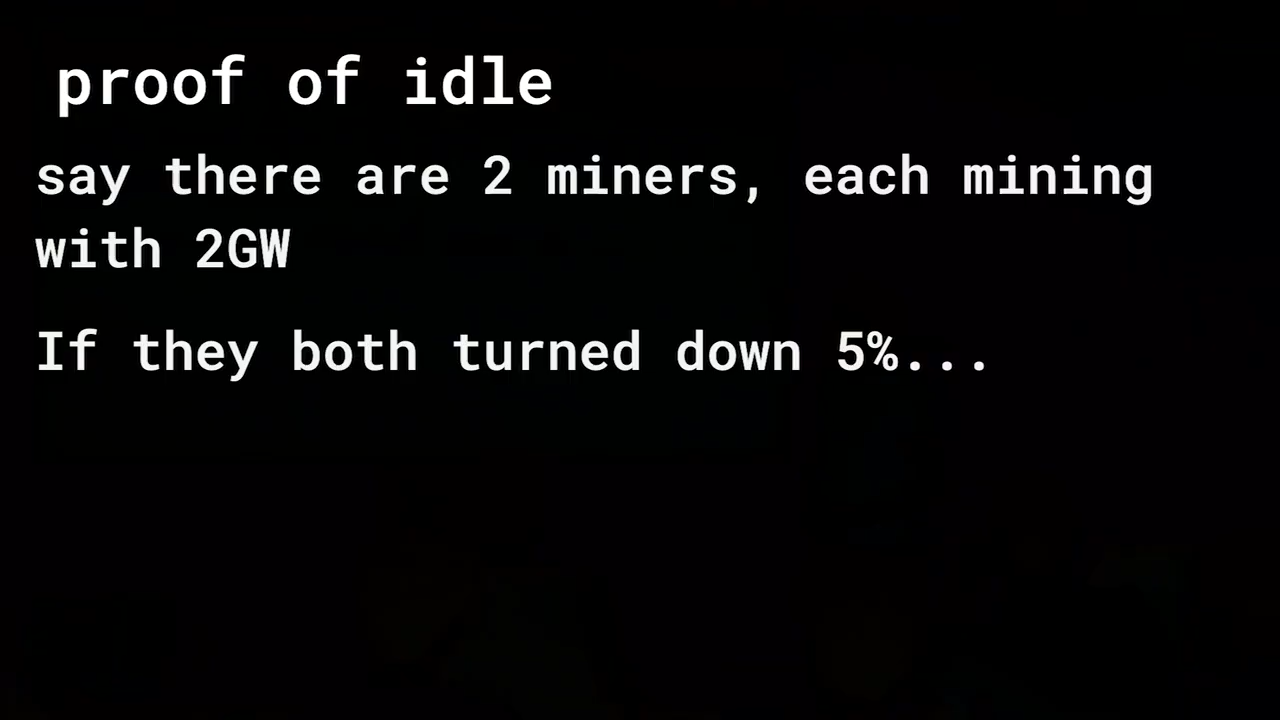 proof of idle
say there are 2 miners, each mining
with 2GW
If they both turned down 5%...